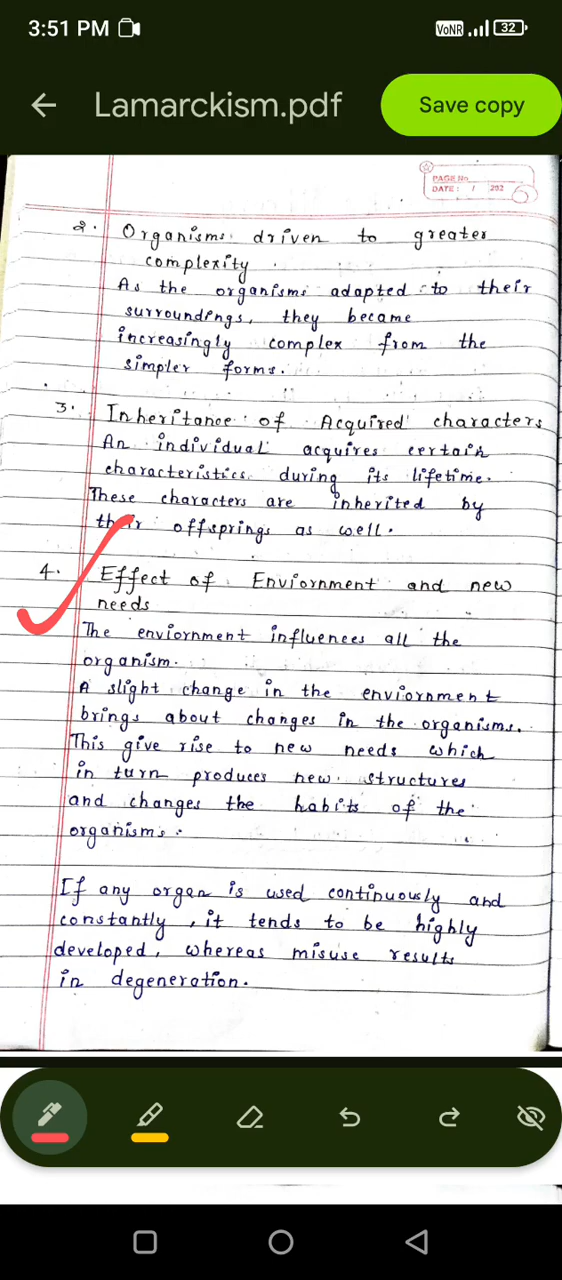 3:51 PM
VoNR 32
Lamarckism.pdf
Save copy
PAGE No.
DATE: / 202
2. Organisms driven to greater
complexity
As the organisms adapted to their
surroundings, they became
increasingly complex from the
simpler forms.
3. Inheritance of Acquired characters
An individual acquires certain
characteristics during its lifetime.
These characters are inherited by
their offsprings as well.
4. Effect of Enviornment and new
needs
The enviornment influences all the
organism.
A slight change in the enviornment
brings about changes in the organisms.
This give rise to new needs which
in turn produces new structures
and changes the habits of the
organisms.
If any organ is used continuously and
constantly, it tends to be highly
developed, whereas misuse results
in degeneration.